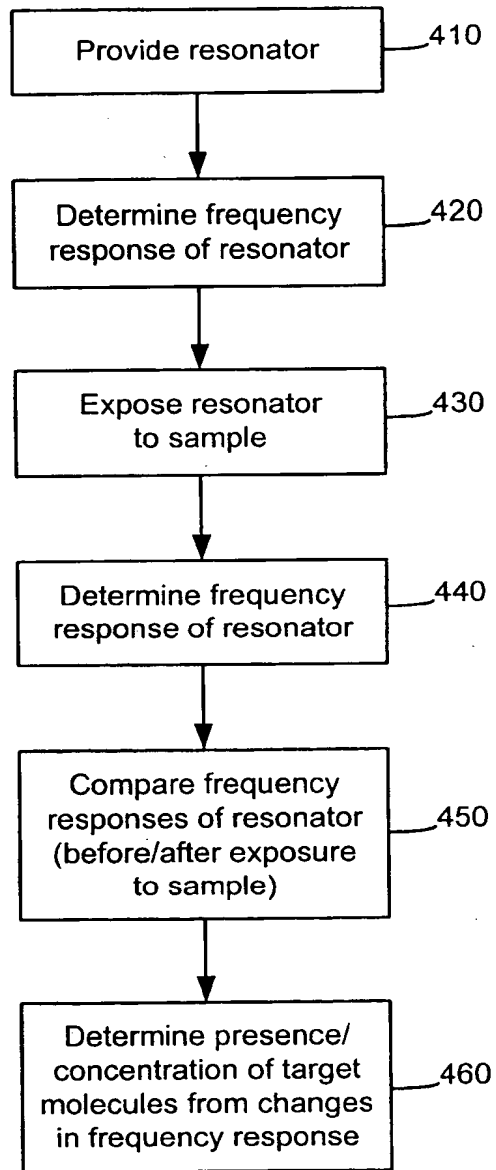 Provide resonator
410
Determine frequency
response of resonator
420
Expose resonator
to sample
430
Determine frequency
response of resonator
440
Compare frequency
responses of resonator
(before/after exposure
to sample)
450
Determine presence/
concentration of target
molecules from changes
in frequency response
460